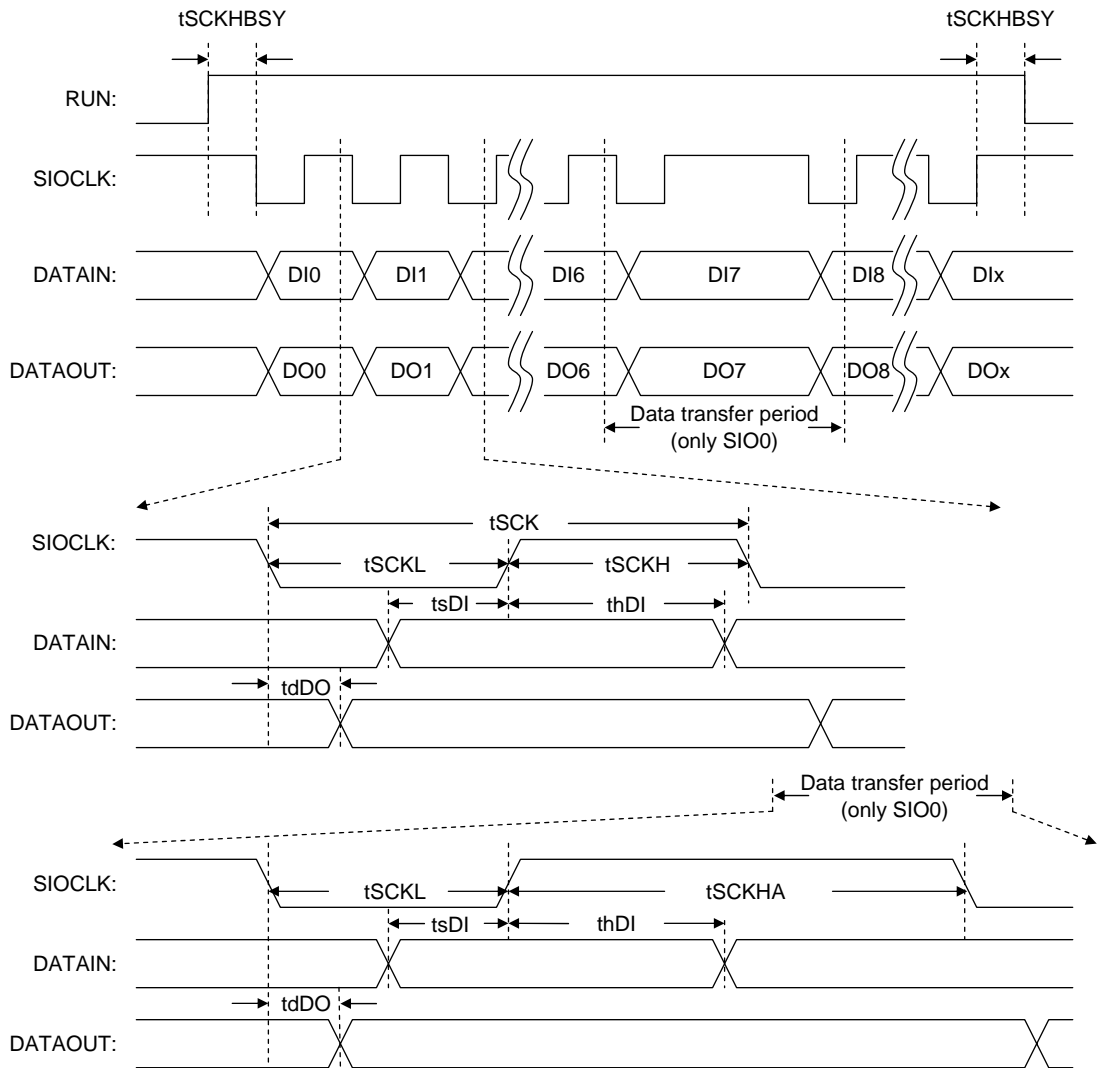 tSCKHBSY tSCKHBSY
RUN:
SIOCLK:
DATAIN: DI0 DI1 DI6 DI7 DI8 DIx
DATAOUT: DO0 DO1 DO6 DO7 DO8 DOx
Data transfer period
(only SIO0)
tSCK
SIOCLK:
tSCKL tSCKH
tsDI thDI
DATAIN:
tdDO
DATAOUT:
Data transfer period
(only SIO0)
SIOCLK:
tSCKL tSCKHA
tsDI thDI
DATAIN:
tdDO
DATAOUT: